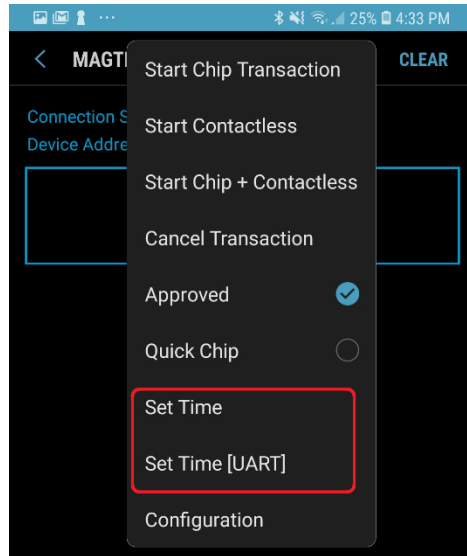 25% 4:33 PM
MAGT
CLEAR
Connection S
Device Addre
Start Chip Transaction
Start Contactless
Start Chip + Contactless
Cancel Transaction
Approved
Quick Chip
Set Time
Set Time [UART]
Configuration